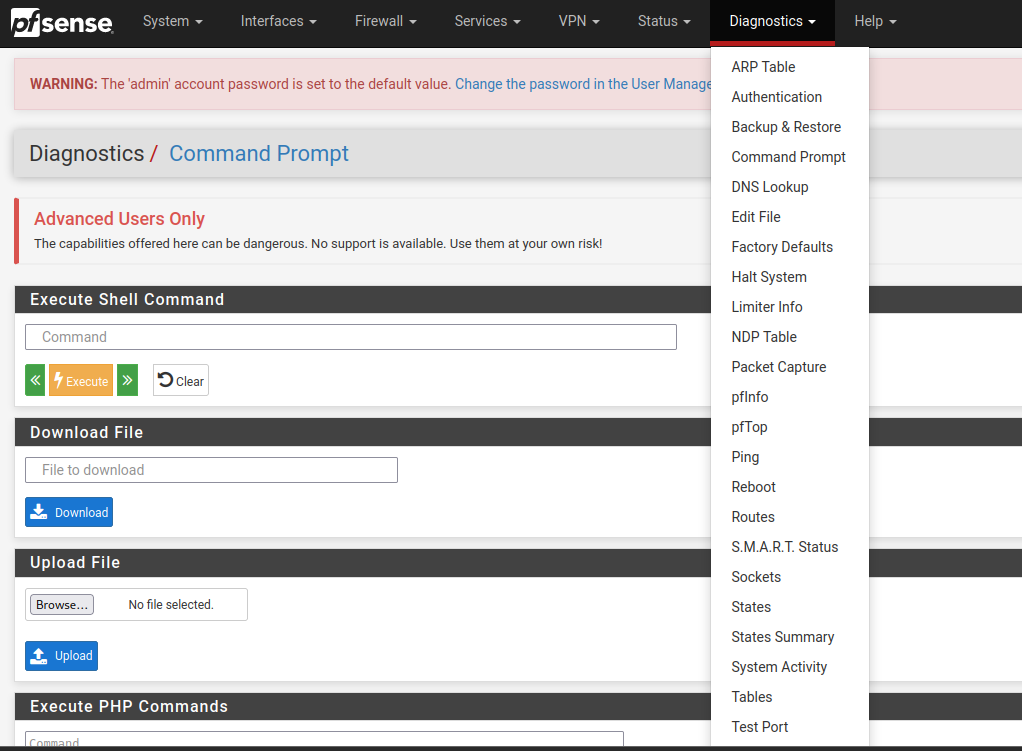 pfsense
System
Interfaces
Firewall
Services
VPN
Status
Diagnostics
Help
WARNING: The 'admin' account password is set to the default value. Change the password in the User Manage
Diagnostics / Command Prompt
Advanced Users Only
The capabilities offered here can be dangerous. No support is available. Use them at your own risk!
Execute Shell Command
Command
Execute
Clear
Download File
File to download
Download
Upload File
Browse...
No file selected.
Upload
Execute PHP Commands
Command
ARP Table
Authentication
Backup & Restore
Command Prompt
DNS Lookup
Edit File
Factory Defaults
Halt System
Limiter Info
NDP Table
Packet Capture
pfInfo
pfTop
Ping
Reboot
Routes
S.M.A.R.T. Status
Sockets
States
States Summary
System Activity
Tables
Test Port